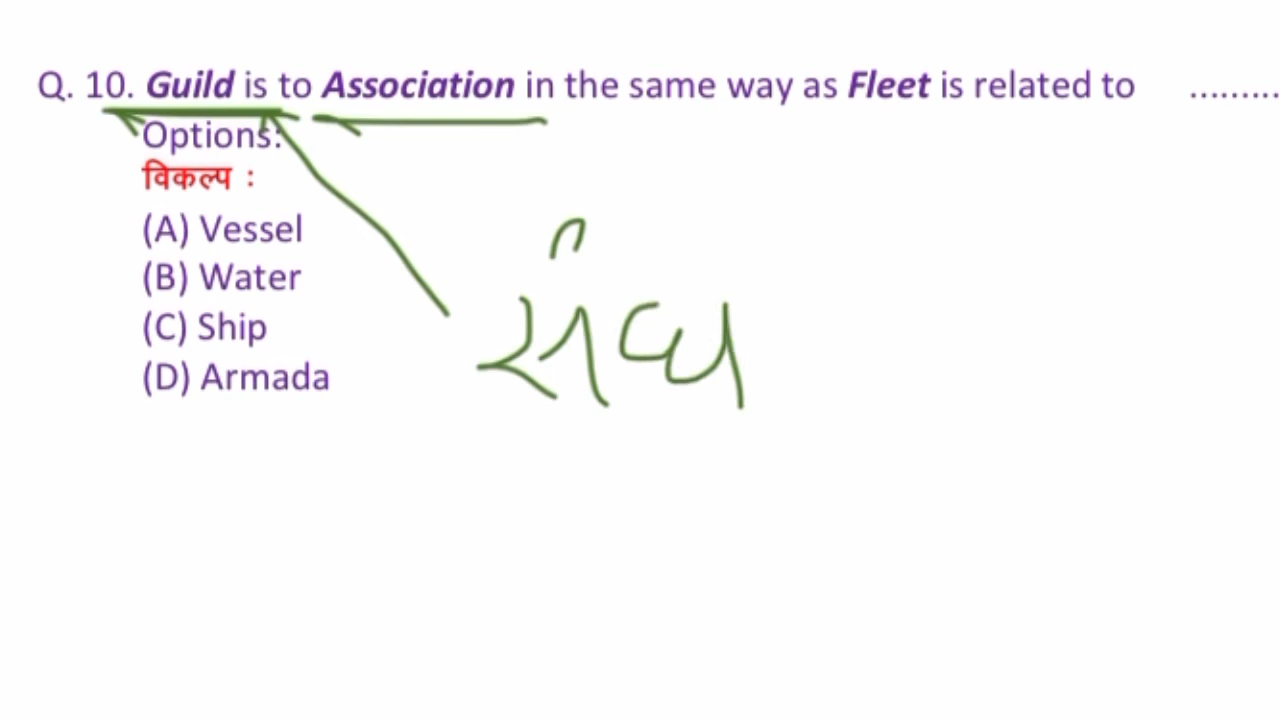 Q. 10. Guild is to Association in the same way as Fleet is related to .........
Options:
विकल्प :
(A) Vessel
(B) Water
संघ
(C) Ship
(D) Armada